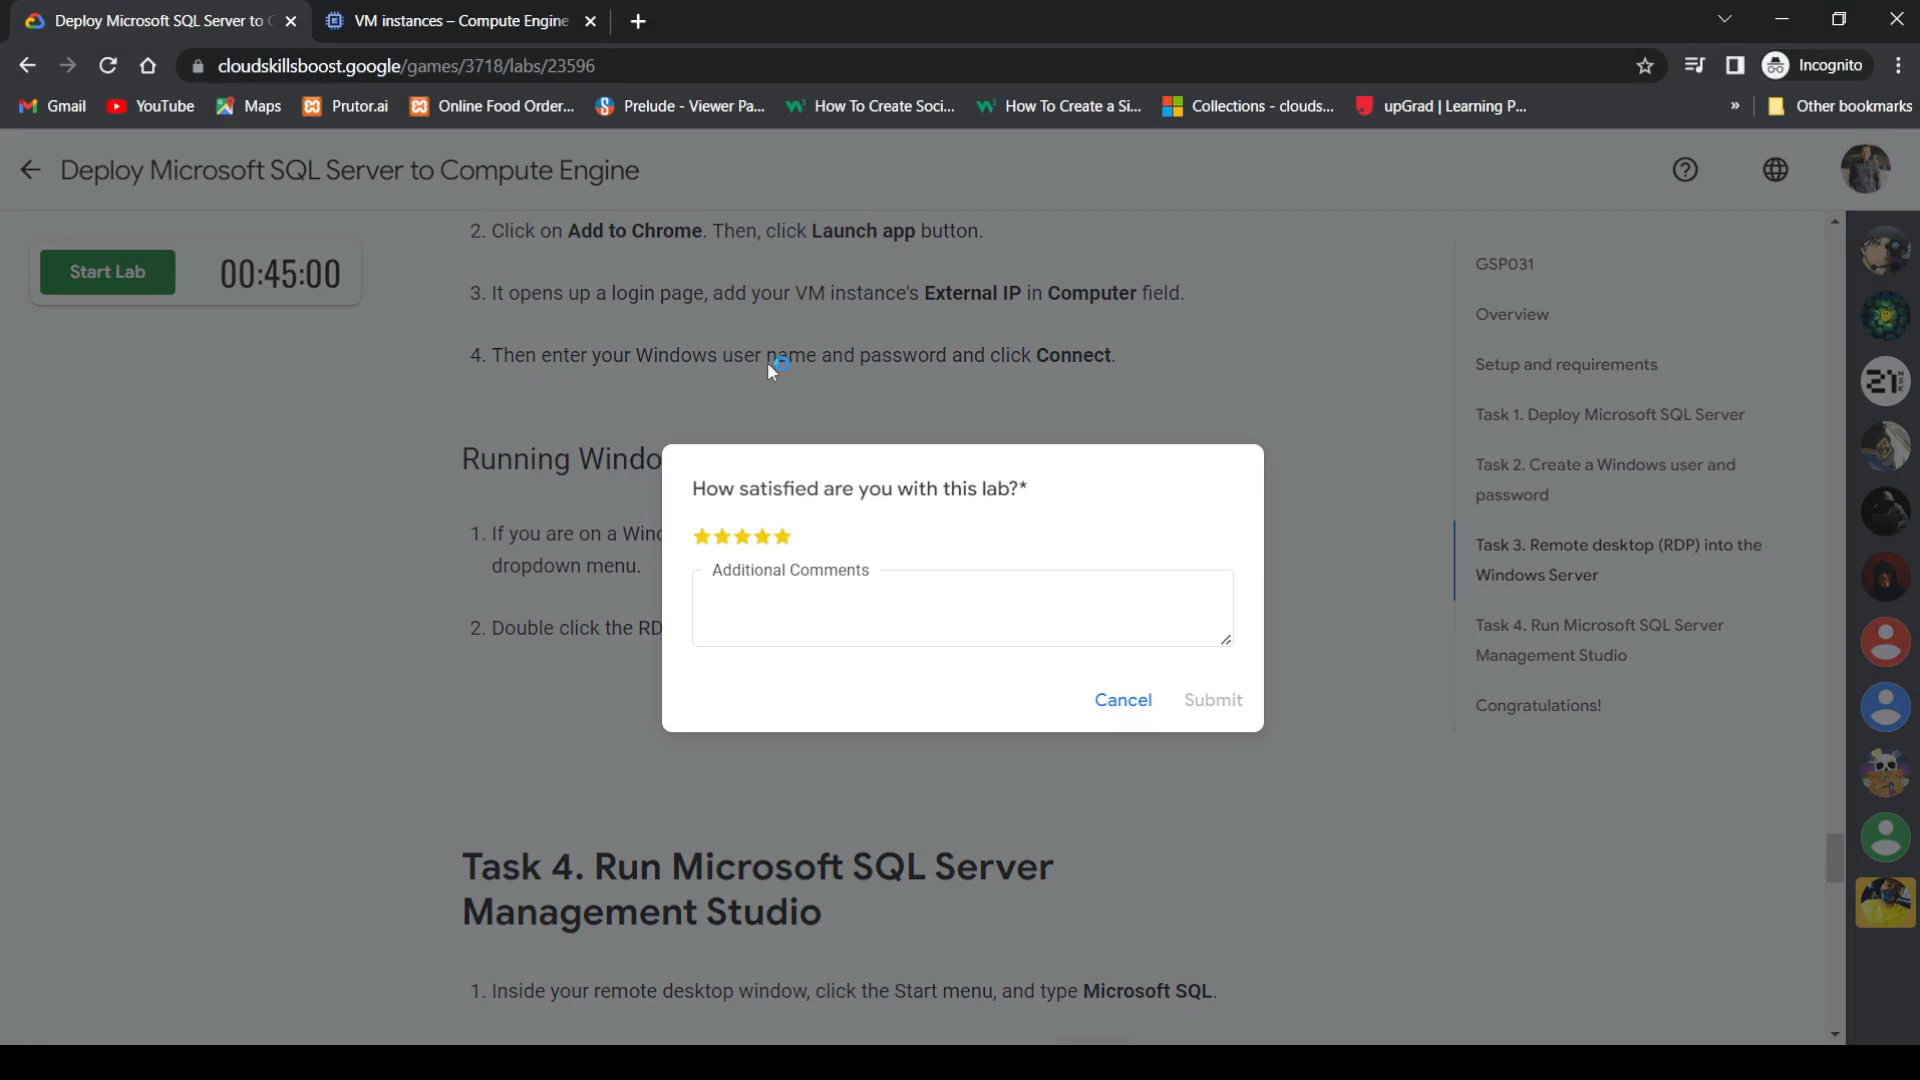 Deploy Microsoft SQL Server to C
VM instances – Compute Engine
cloudskillsboost.google/games/3718/labs/23596
Incognito
Gmail
YouTube
Maps
Prutor.ai
Online Food Order...
Prelude - Viewer Pa...
How To Create Soci...
How To Create a Si...
Collections - clouds...
upGrad | Learning P...
»
Other bookmarks
Deploy Microsoft SQL Server to Compute Engine
Start Lab
00:45:00
2. Click on Add to Chrome. Then, click Launch app button.
3. It opens up a login page, add your VM instance's External IP in Computer field.
4. Then enter your Windows user name and password and click Connect.
Running Windo
1. If you are on a Winc
dropdown menu.
2. Double click the RD
How satisfied are you with this lab?*
Additional Comments
Cancel
Submit
Task 4. Run Microsoft SQL Server
Management Studio
1. Inside your remote desktop window, click the Start menu, and type Microsoft SQL.
GSP031
Overview
Setup and requirements
Task 1. Deploy Microsoft SQL Server
Task 2. Create a Windows user and
password
Task 3. Remote desktop (RDP) into the
Windows Server
Task 4. Run Microsoft SQL Server
Management Studio
Congratulations!